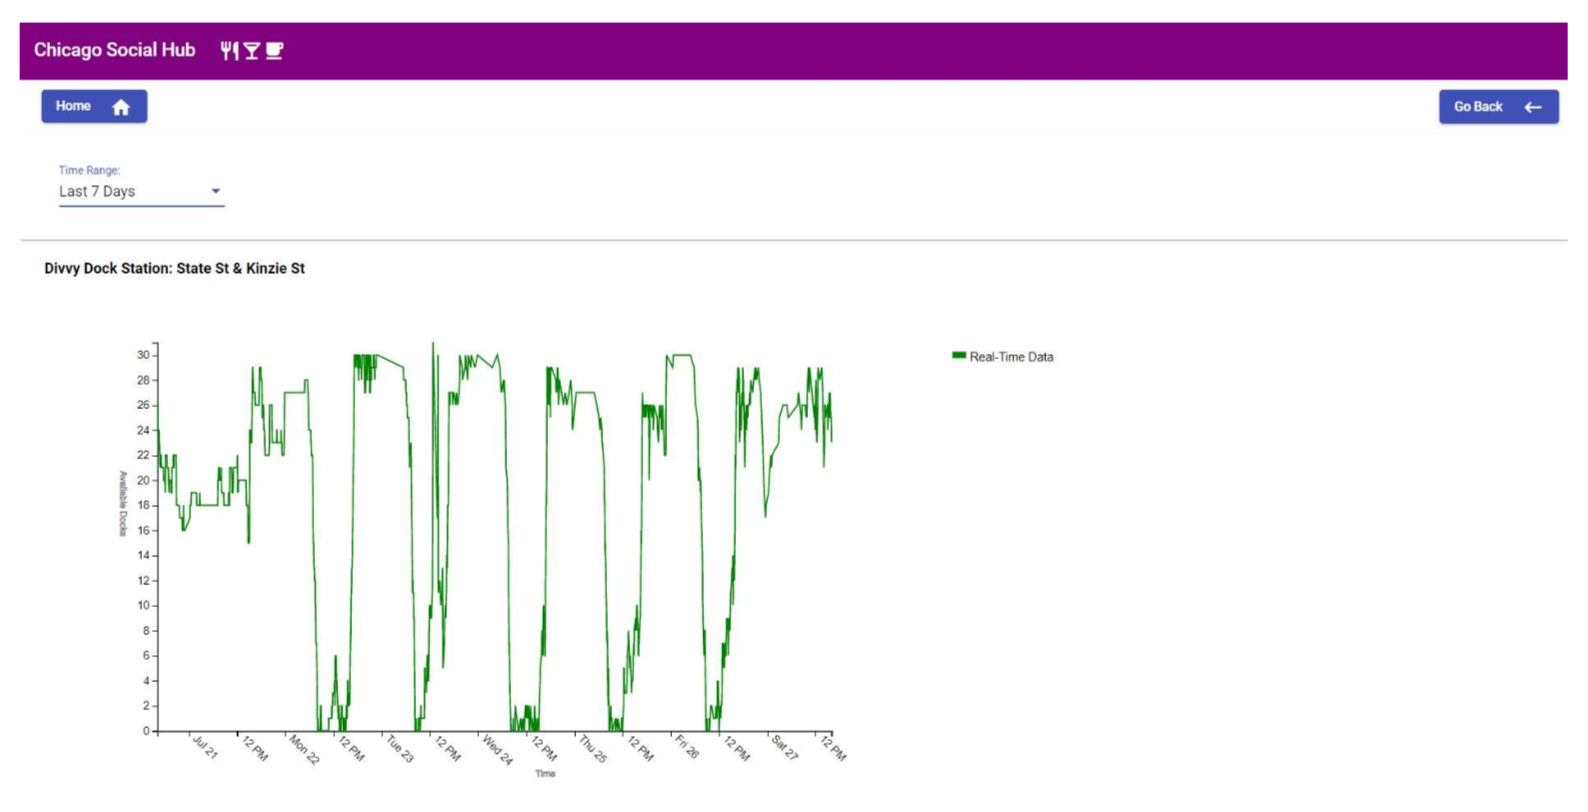 Chicago Social Hub
Home
Go Back
Time Range:
Last 7 Days
Divvy Dock Station: State St & Kinzie St
Real-Time Data
30
28
26
24
22
20
18
16
14
12
10
8
6
4
2
0
Available Docks
Jul 21
12 PM
Mon 22
12 PM
Tue 23
12 PM
Wed 24
12 PM
Thu 25
12 PM
Fri 26
12 PM
Sat 27
12 PM
Time